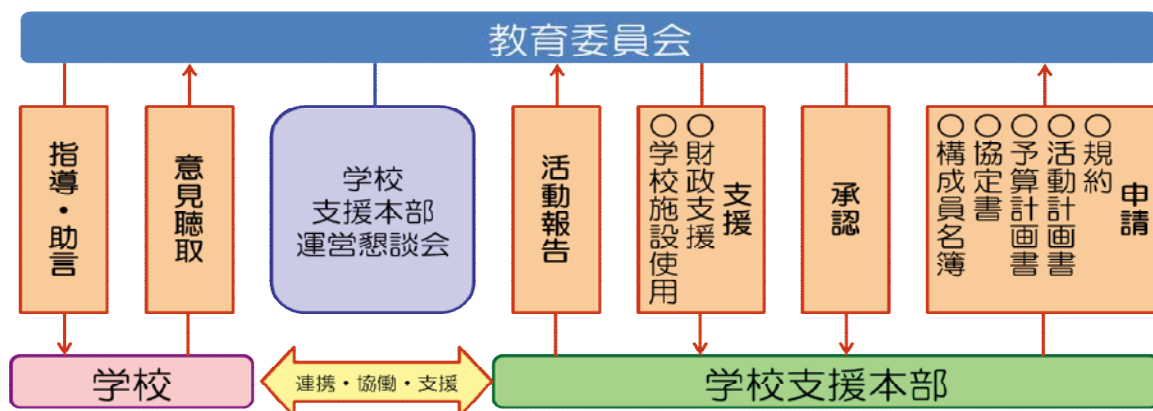 教育委員会
指導・助言
意見聴取
学校
支援本部
運営懇談会
活動報告
支援
○財政支援
○学校施設使用
承認
申請
○規約
○活動計画書
○予算計画書
○協定書
○構成員名簿
学校
連携・協働・支援
学校支援本部